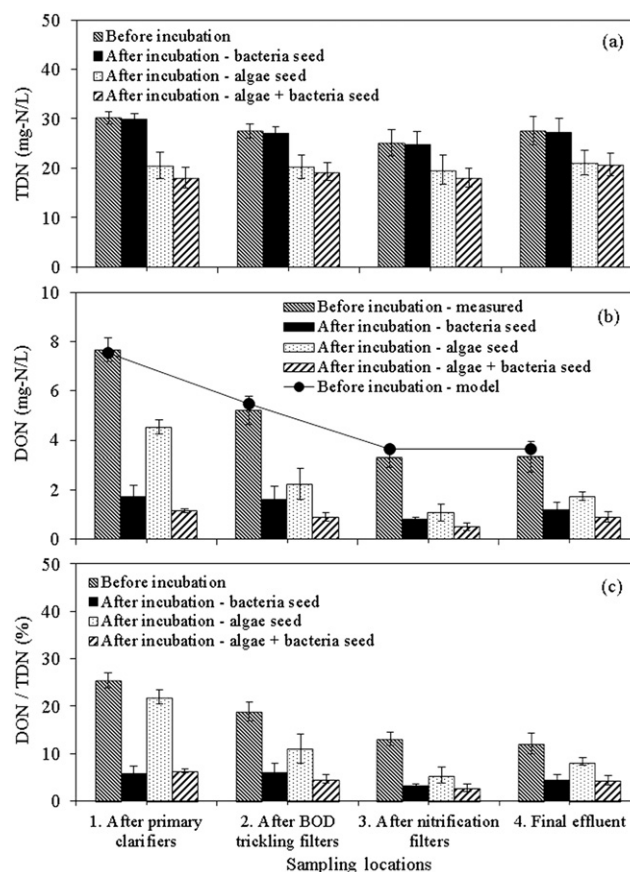 50
40
30
20
10
0
TDN (mg-N/L)
Before incubation
After incubation - bacteria seed
After incubation - algae seed
After incubation - algae + bacteria seed
(a)
10
8
6
4
2
0
DON (mg-N/L)
Before incubation - measured
After incubation - bacteria seed
After incubation - algae seed
After incubation - algae + bacteria seed
Before incubation - model
(b)
50
40
30
20
10
0
DON / TDN (%)
Before incubation
After incubation - bacteria seed
After incubation - algae seed
After incubation - algae + bacteria seed
(c)
1. After primary
clarifiers
2. After BOD
trickling filters
3. After nitrification
filters
4. Final effluent
Sampling locations